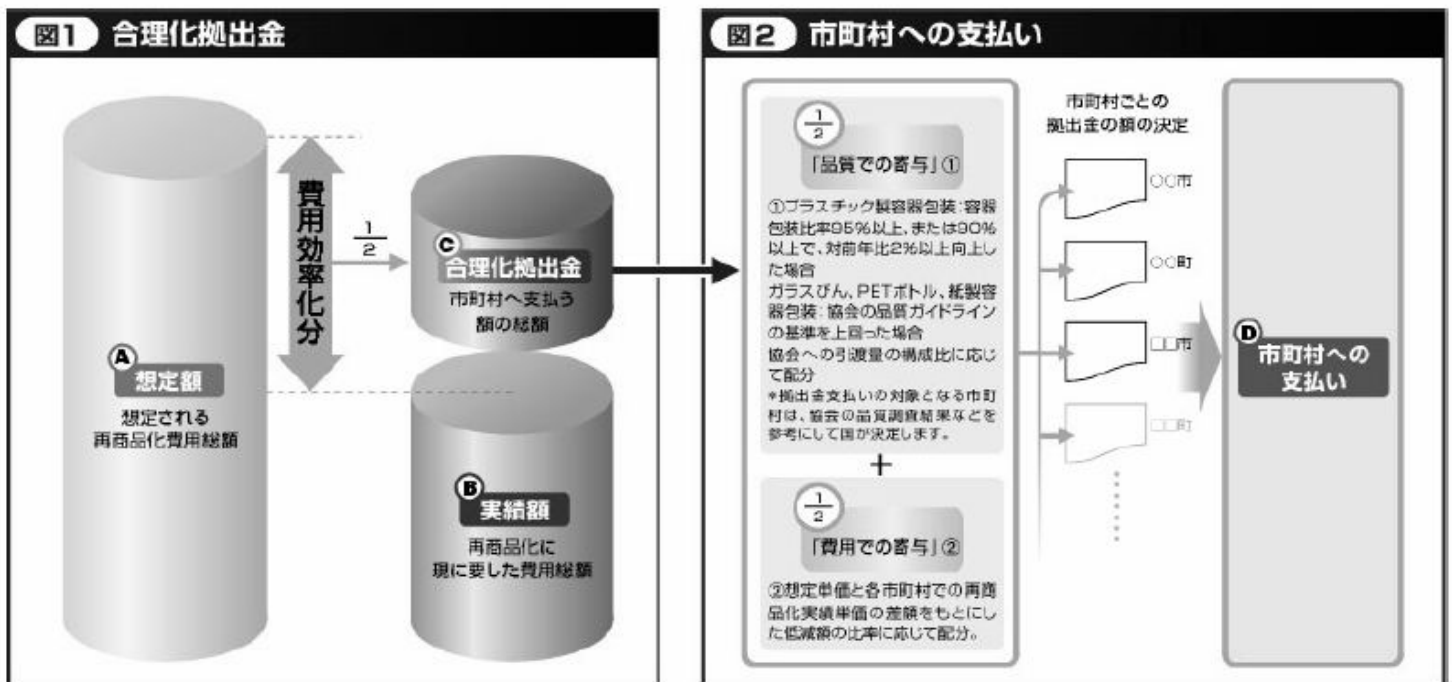 図1 合理化拠出金
費用効率化分
1/2
A
想定額
想定される
再商品化費用総額
C
合理化拠出金
市町村へ支払う
額の総額
B
実績額
再商品化に
現に要した費用総額
図2 市町村への支払い
1/2
「品質での寄与」①
①プラスチック製容器包装:容器
包装比率95%以上、または90%
以上で、対前年比2%以上向上し
た場合
ガラスびん、PETボトル、紙製容
器包装:協会の品質ガイドライン
の基準を上回った場合
協会への引渡量の構成比に応じ
て配分
*拠出金支払いの対象となる市町
村は、協会の品質調査結果などを
参考にして国が決定します。
+
1/2
「費用での寄与」②
②想定単価と各市町村での再商
品化実績単価の差額をもとにし
た低減額の比率に応じて配分。
市町村ごとの
拠出金の額の決定
○○市
○○町
□□市
□□町
D
市町村への
支払い